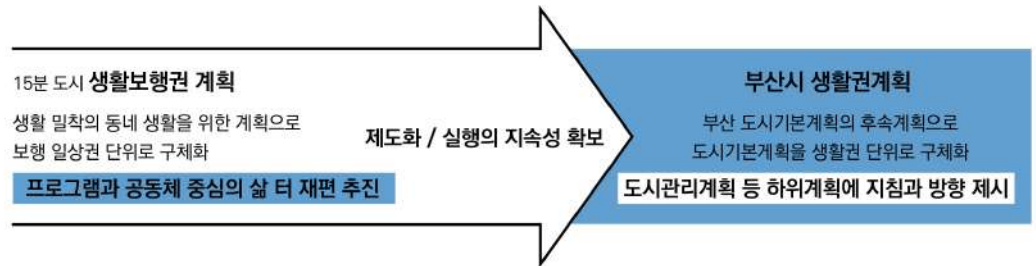 15분 도시 생활보행권 계획
생활 밀착의 동네 생활을 위한 계획으로
보행 일상권 단위로 구체화
프로그램과 공동체 중심의 삶 터 재편 추진
제도화 / 실행의 지속성 확보
부산시 생활권계획
부산 도시기본계획의 후속계획으로
도시기본게획을 생활권 단위로 구체화
도시관리계획 등 하위계획에 지침과 방향 제시